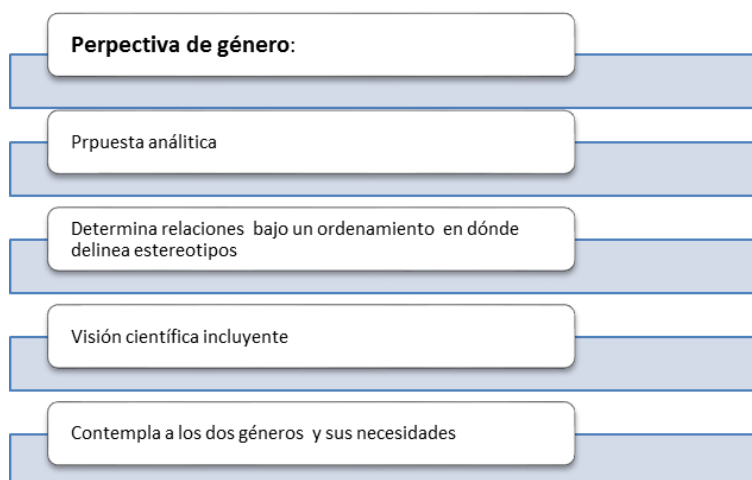 Perpectiva de género:
Prpuesta análitica
Determina relaciones bajo un ordenamiento en dónde
delinea estereotipos
Visión científica incluyente
Contempla a los dos géneros y sus necesidades